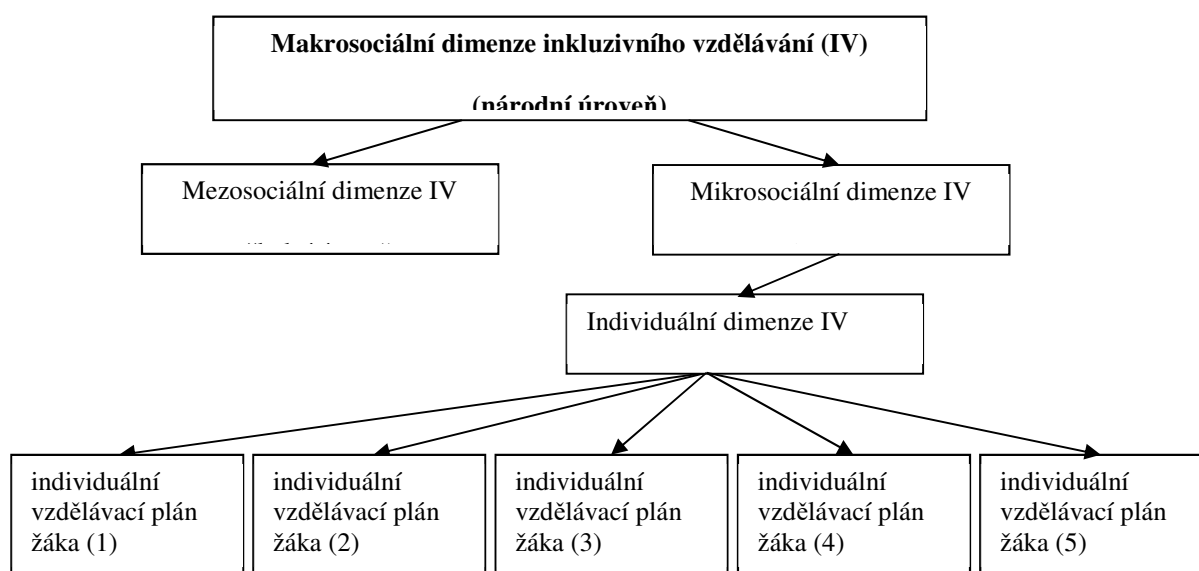 Makrosociální dimenze inkluzivního vzdělávání (IV)
(národní úroveň)
Mezosociální dimenze IV
Mikrosociální dimenze IV
Individuální dimenze IV
individuální
vzdělávací plán
žáka (1)
individuální
vzdělávací plán
žáka (2)
individuální
vzdělávací plán
žáka (3)
individuální
vzdělávací plán
žáka (4)
individuální
vzdělávací plán
žáka (5)